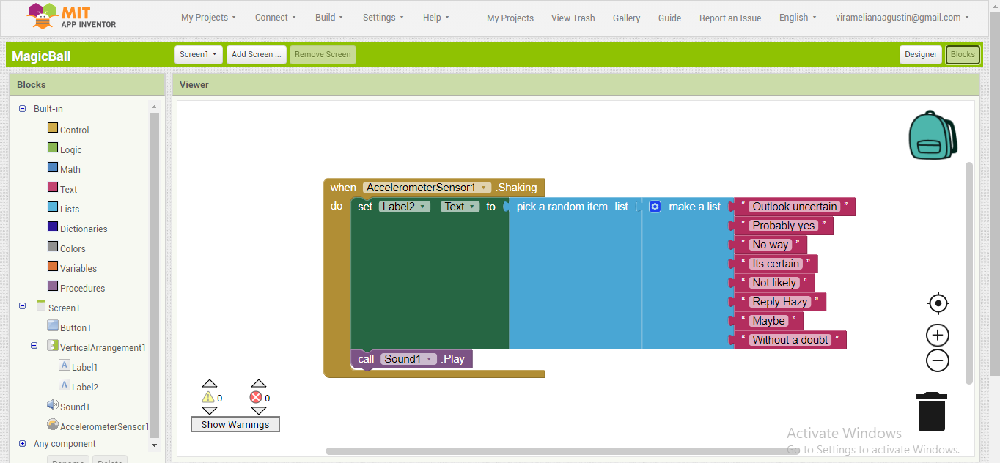 MIT
APP INVENTOR
My Projects Connect Build Settings Help My Projects View Trash Gallery Guide Report an Issue English viramelianaagustin@gmail.com
MagicBall Screen1 Add Screen ... Remove Screen Designer Blocks
Blocks
Viewer
Built-in
Control
Logic
Math
Text
Lists
Dictionaries
Colors
Variables
Procedures
Screen1
Button1
VerticalArrangement1
Label1
Label2
Sound1
AccelerometerSensor1
Any component
Rename Delete
when AccelerometerSensor1 .Shaking
do set Label2 . Text to pick a random item list make a list " Outlook uncertain "
" Probably yes "
" No way "
" Its certain "
" Not likely "
" Reply Hazy "
" Maybe "
" Without a doubt "
call Sound1 .Play
0 0
Show Warnings
Activate Windows
Go to Settings to activate Windows.